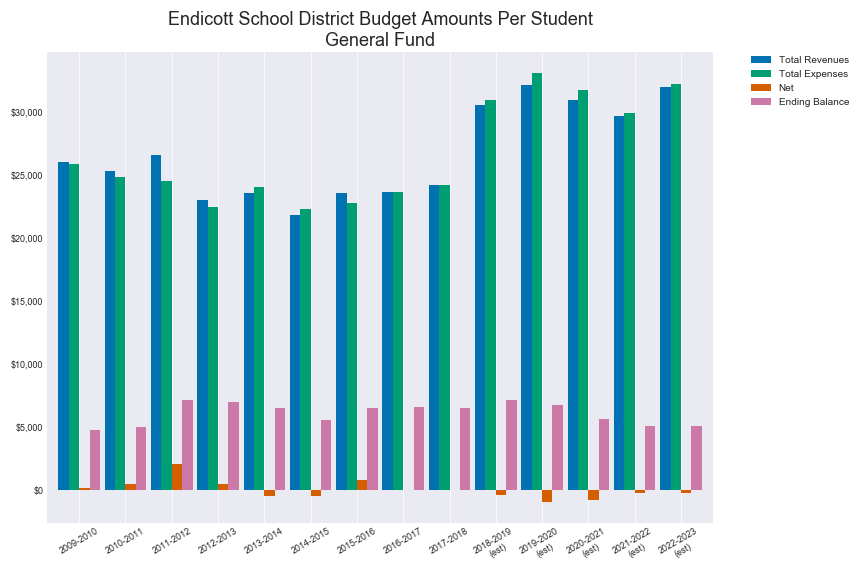 Endicott School District Budget Amounts Per Student
General Fund
Total Revenues
Total Expenses
Net
Ending Balance
$30,000
$25,000
$20,000
$15,000
$10,000
$5,000
$0
2009-2010
2010-2011
2011-2012
2012-2013
2013-2014
2014-2015
2015-2016
2016-2017
2017-2018
2018-2019
(est)
2019-2020
(est)
2020-2021
(est)
2021-2022
(est)
2022-2023
(est)